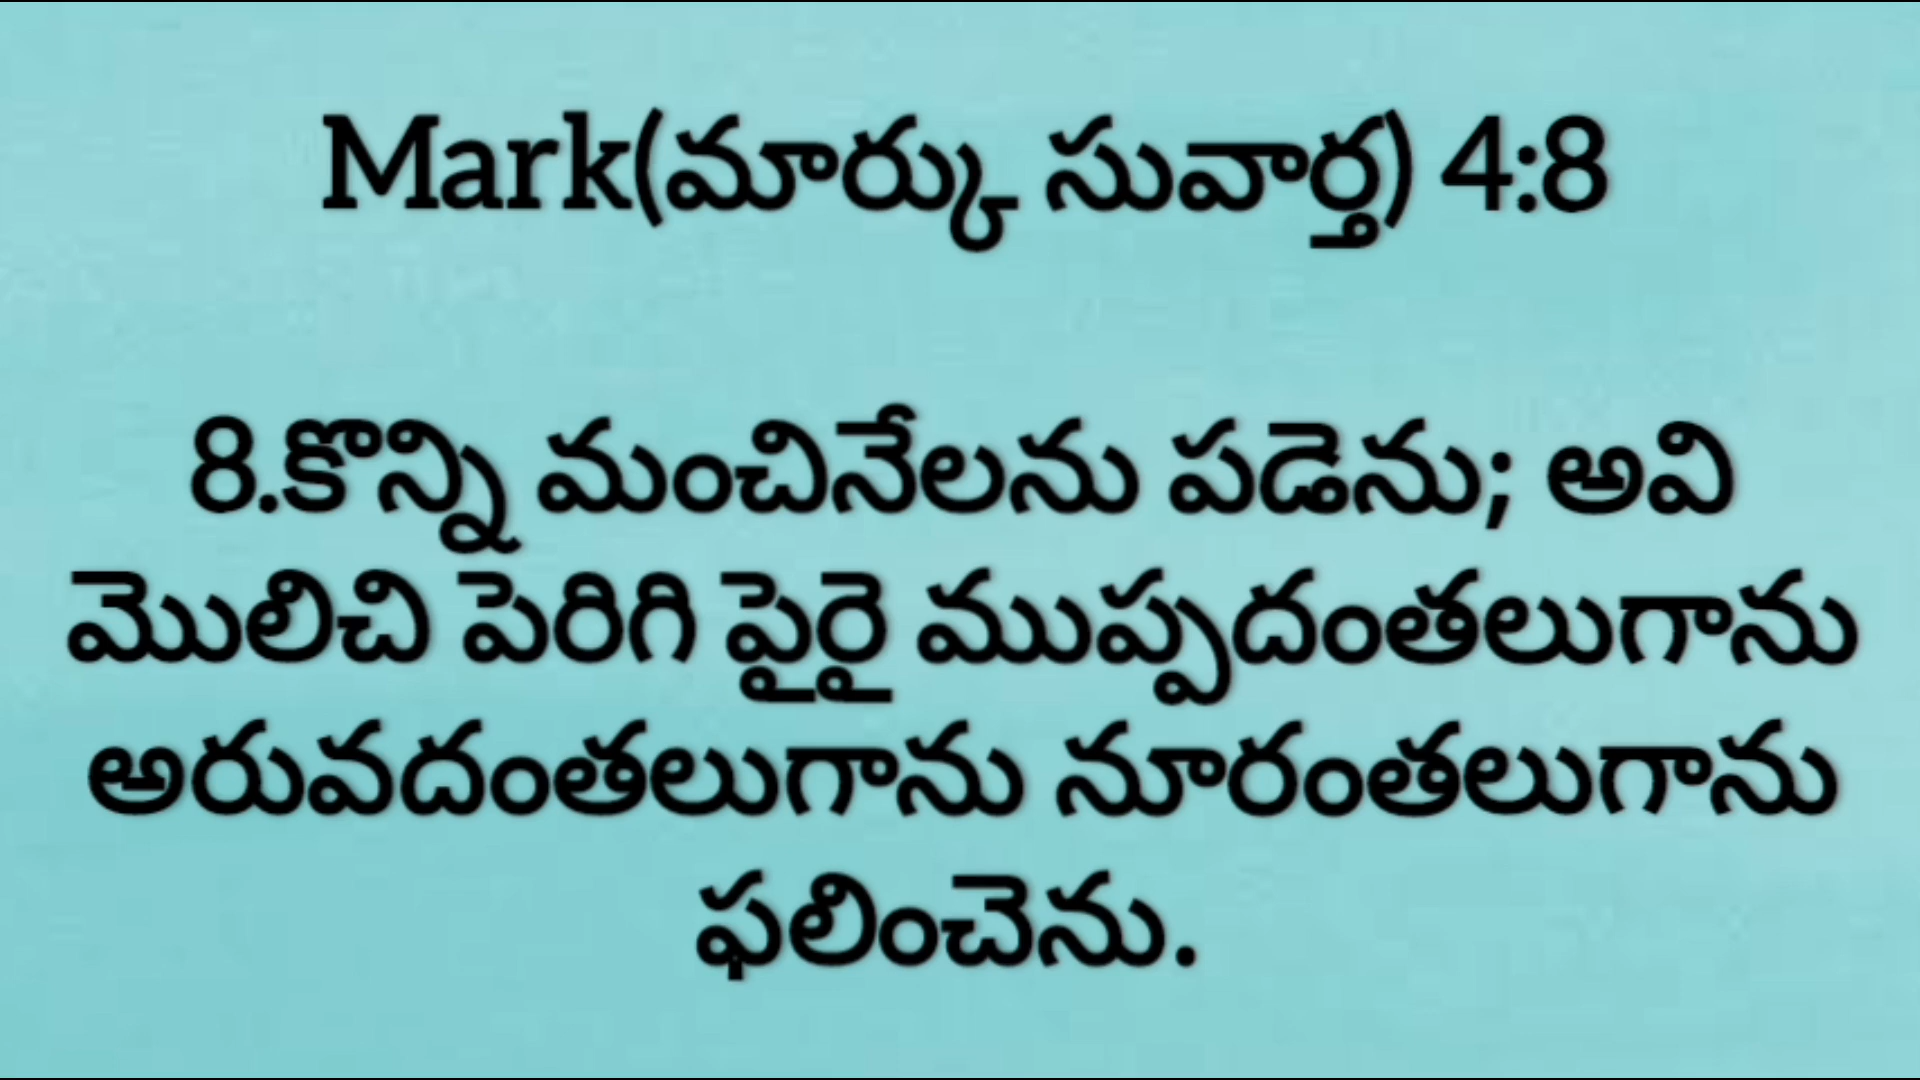 Mark(మార్కు సువార్త) 4:8
8.కొన్ని మంచినేలను పడెను; అవి
మొలిచి పెరిగి పైరై ముప్పదంతలుగాను
అరువదంతలుగాను నూరంతలుగాను
ఫలించెను.